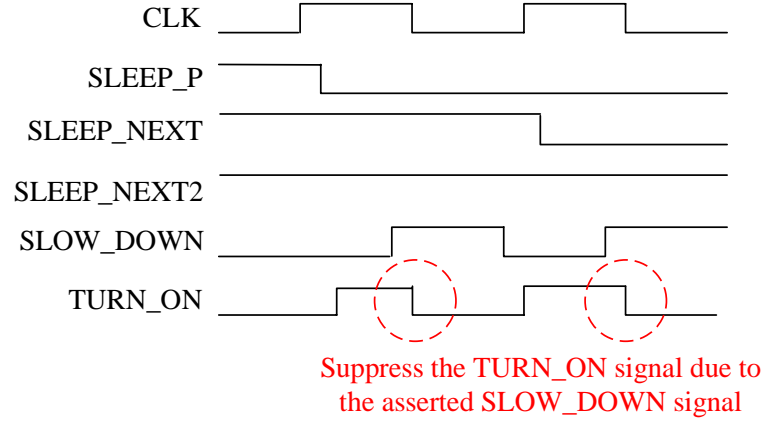 CLK
SLEEP_P
SLEEP_NEXT
SLEEP_NEXT2
SLOW_DOWN
TURN_ON
Suppress the TURN_ON signal due to
the asserted SLOW_DOWN signal